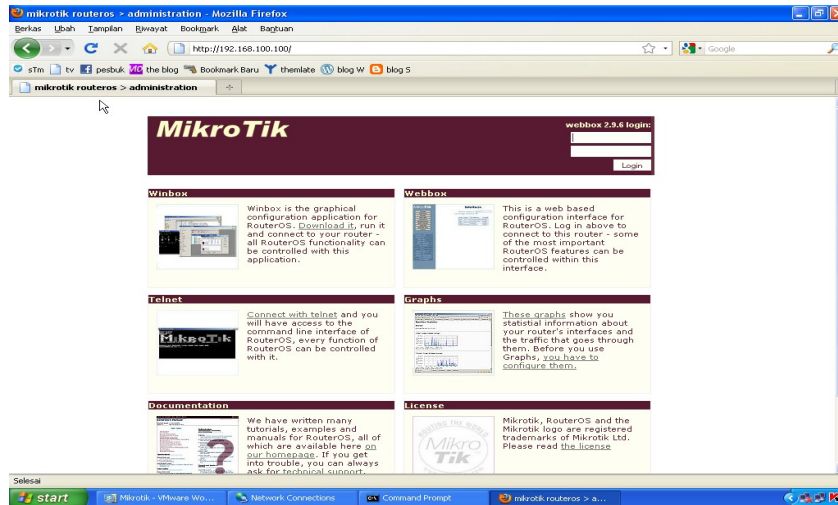 mikrotik routeros > administration - Mozilla Firefox
Berkas Ubah Tampilan Riwayat Bookmark Alat Bantuan
http://192.168.100.100/
Google
sTm tv pesbuk the blog Bookmark Baru themlate blog W blog S
mikrotik routeros > administration
MikroTik
webbox 2.9.6 login:
Login
Winbox
Winbox is the graphical
configuration application for
RouterOS. Download it, run it
and connect to your router -
all RouterOS functionality can
be controlled with this
application.
Webbox
This is a web based
configuration interface for
RouterOS. Log in above to
connect to this router - some
of the most important
RouterOS features can be
controlled within this
interface.
Telnet
MikroTik
Connect with telnet and you
will have access to the
command line interface of
RouterOS, every function of
RouterOS can be controlled
with it.
Graphs
These graphs show you
statistial information about
your router's interfaces and
the traffic that goes through
them. Before you use
Graphs, you have to
configure them.
Documentation
We have written many
tutorials, examples and
manuals for RouterOS, all of
which are available here on
our homepage. If you get
into trouble, you can always
ask for technical support.
License
ROUTING THE WORLD
Mikro
Tik
Mikrotik, RouterOS and the
Mikrotik logo are registered
trademarks of Mikrotik Ltd.
Please read the license
Selesai
start
Mikrotik - VMware Wo...
Network Connections
Command Prompt
mikrotik routeros > a...